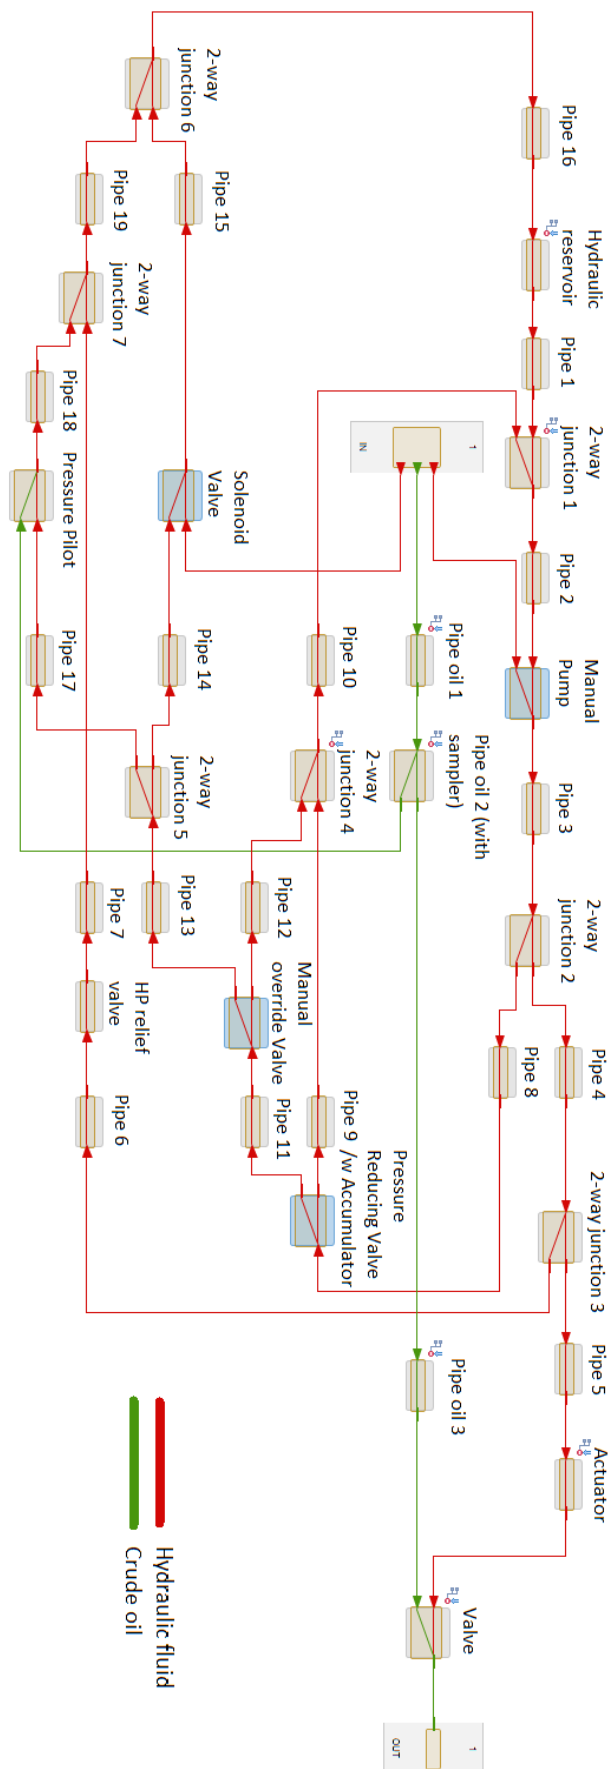 Pipe 16
Hydraulic
reservoir
Pipe 1
2-way
junction 1
Pipe 2
Manual
Pump
Pipe 3
2-way
junction 2
Pipe 4
Pipe 8
2-way junction 3
Pipe 5
Actuator
Valve
1
OUT
1
IN
Pipe oil 1
Pipe oil 2 (with
sampler)
Pipe oil 3
Pipe 10
2-way
junction 4
Pipe 9 /w Accumulator
Pressure
Reducing Valve
Solenoid
Valve
Pipe 12
Manual
override Valve
Pipe 11
2-way
junction 6
Pipe 15
Pipe 14
2-way
junction 5
Pipe 13
Pipe 19
2-way
junction 7
Pipe 7
HP relief
valve
Pipe 6
Pipe 18
Pressure Pilot
Pipe 17
Hydraulic fluid
Crude oil